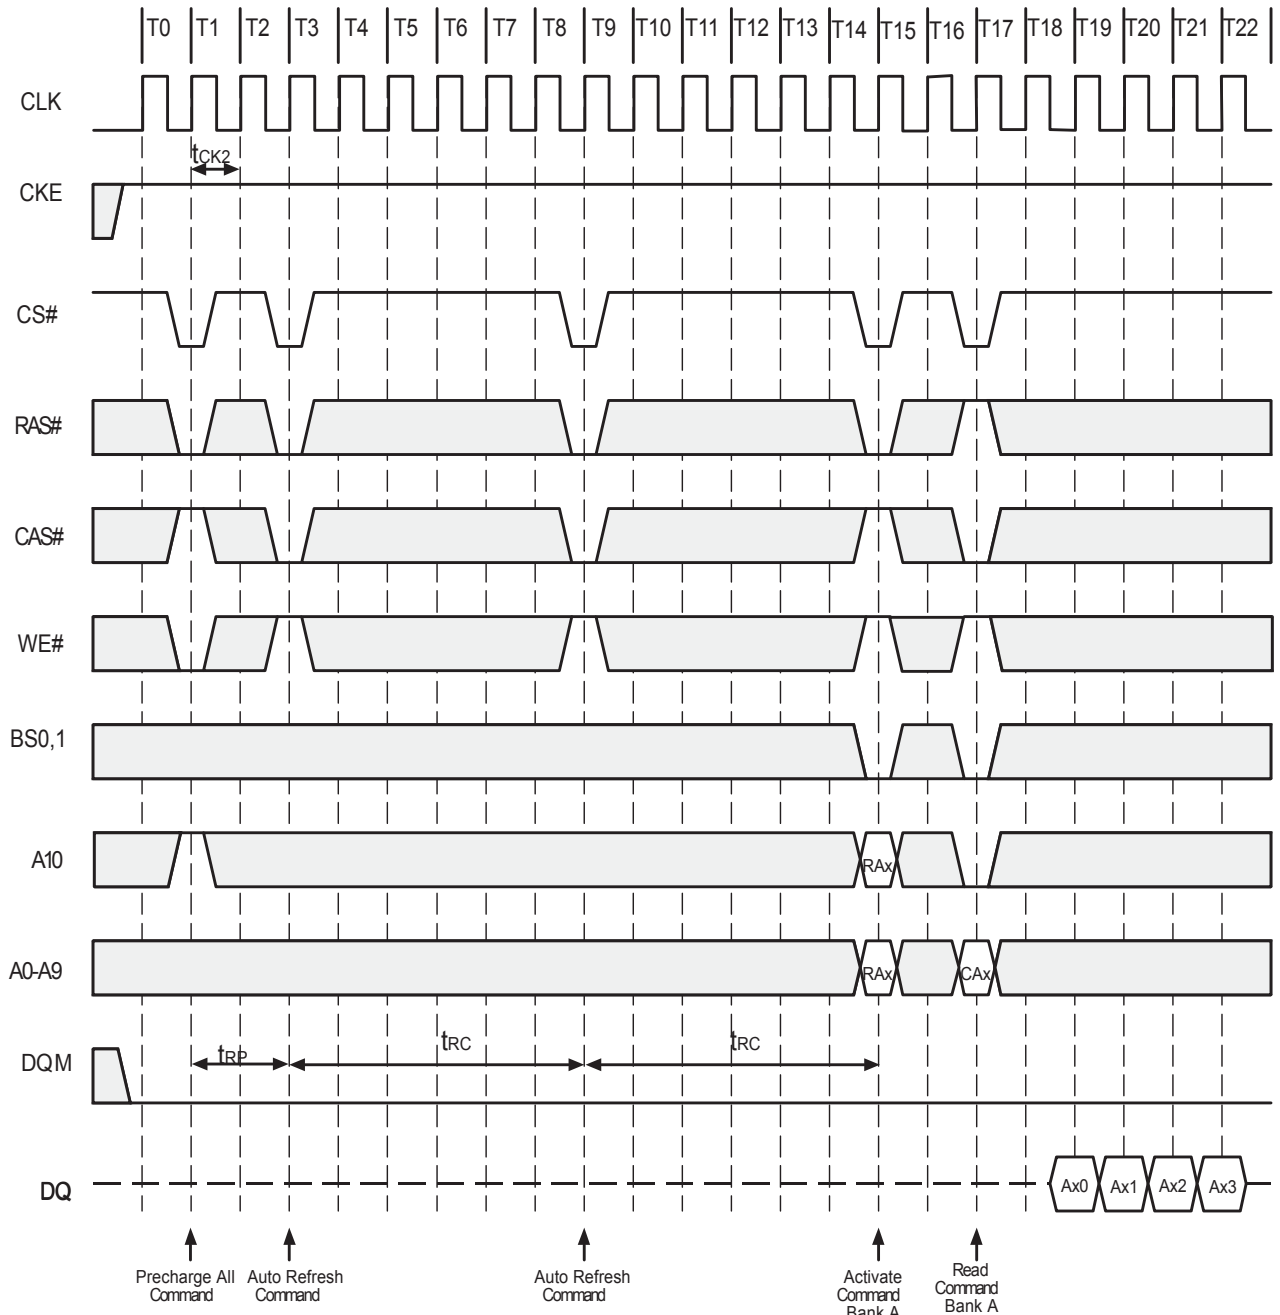 T0 T1 T2 T3 T4 T5 T6 T7 T8 T9 T10 T11 T12 T13 T14 T15 T16 T17 T18 T19 T20 T21 T22
CLK
tCK2
CKE
CS#
RAS#
CAS#
WE#
BS0,1
A10
RAx
A0-A9
RAx CAx
DQM
tRP tRC tRC
DQ
Ax0 Ax1 Ax2 Ax3
Precharge All
Command
Auto Refresh
Command
Auto Refresh
Command
Activate
Command
Bank A
Read
Command
Bank A